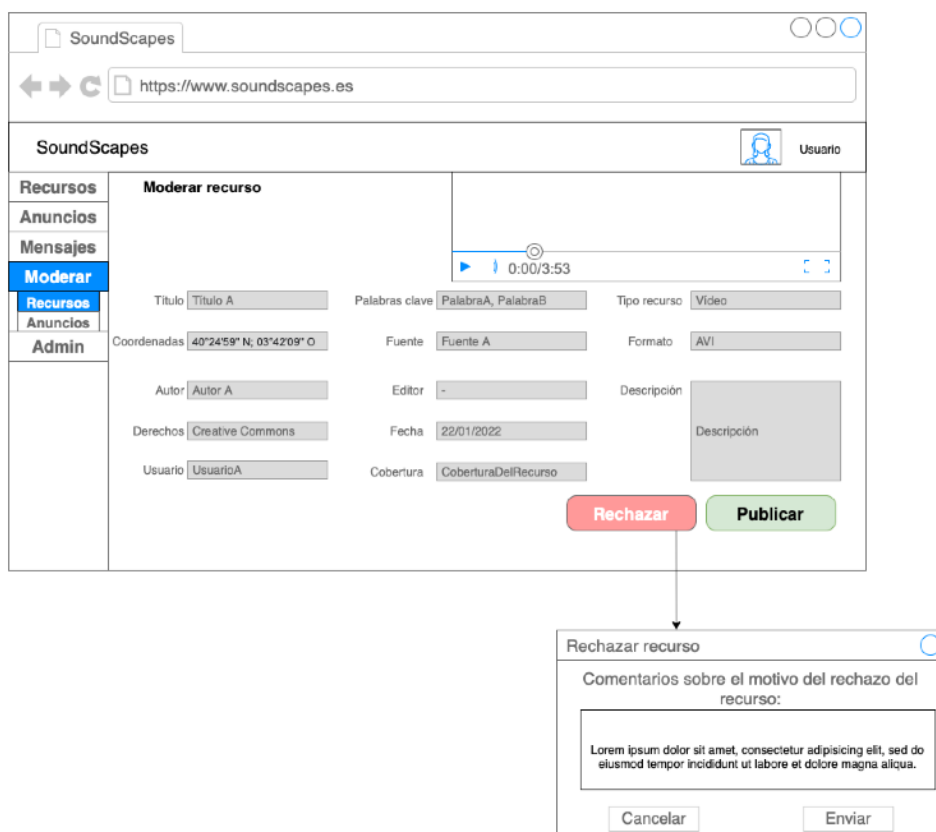 SoundScapes
https://www.soundscapes.es
SoundScapes
Usuario
Recursos
Anuncios
Mensajes
Moderar
Recursos
Anuncios
Admin
Moderar recurso
0:00/3:53
Título Título A
Palabras clave PalabraA, PalabraB
Tipo recurso Vídeo
Coordenadas 40°24'59" N; 03°42'09" O
Fuente Fuente A
Formato AVI
Autor Autor A
Editor -
Descripción Descripción
Derechos Creative Commons
Fecha 22/01/2022
Usuario UsuarioA
Cobertura CoberturaDelRecurso
Rechazar
Publicar
Rechazar recurso
Comentarios sobre el motivo del rechazo del
recurso:
Lorem ipsum dolor sit amet, consectetur adipisicing elit, sed do
eiusmod tempor incididunt ut labore et dolore magna aliqua.
Cancelar
Enviar